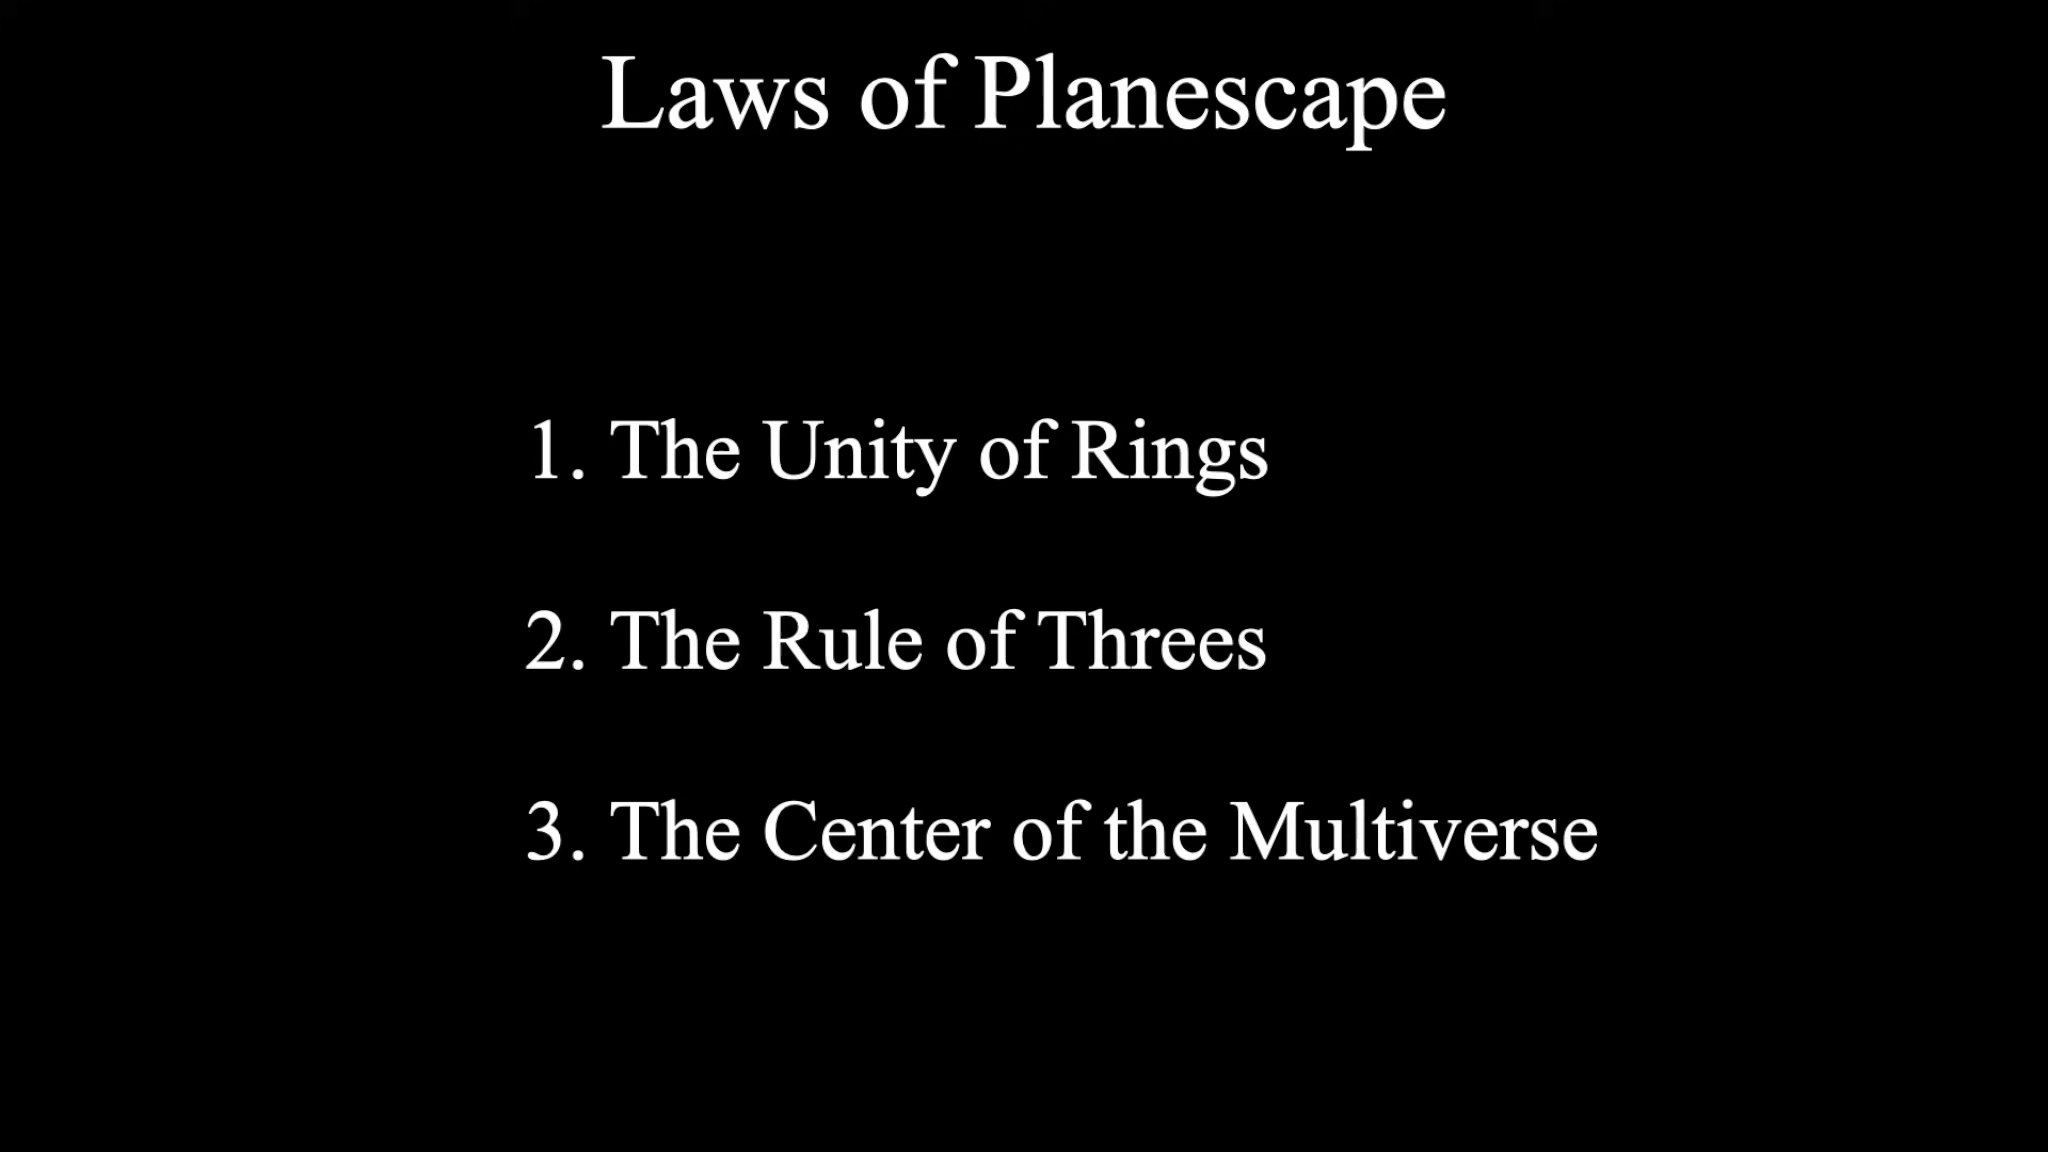 Laws of Planescape
1. The Unity of Rings
2. The Rule of Threes
3. The Center of the Multiverse